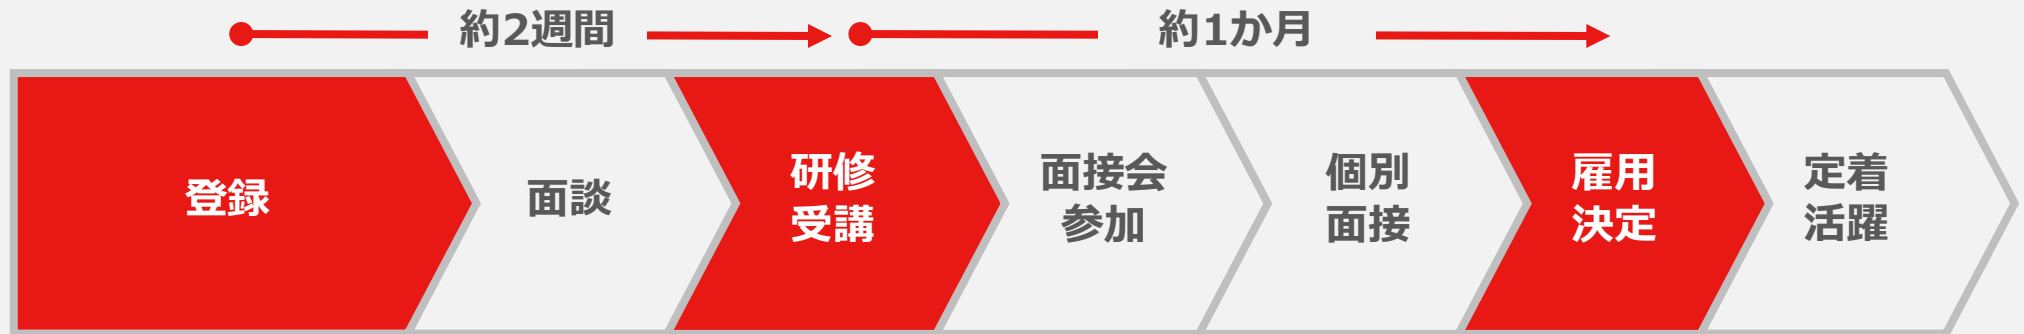 約2週間
約1か月
登録
面談
研修
受講
面接会
参加
個別
面接
雇用
決定
定着
活躍